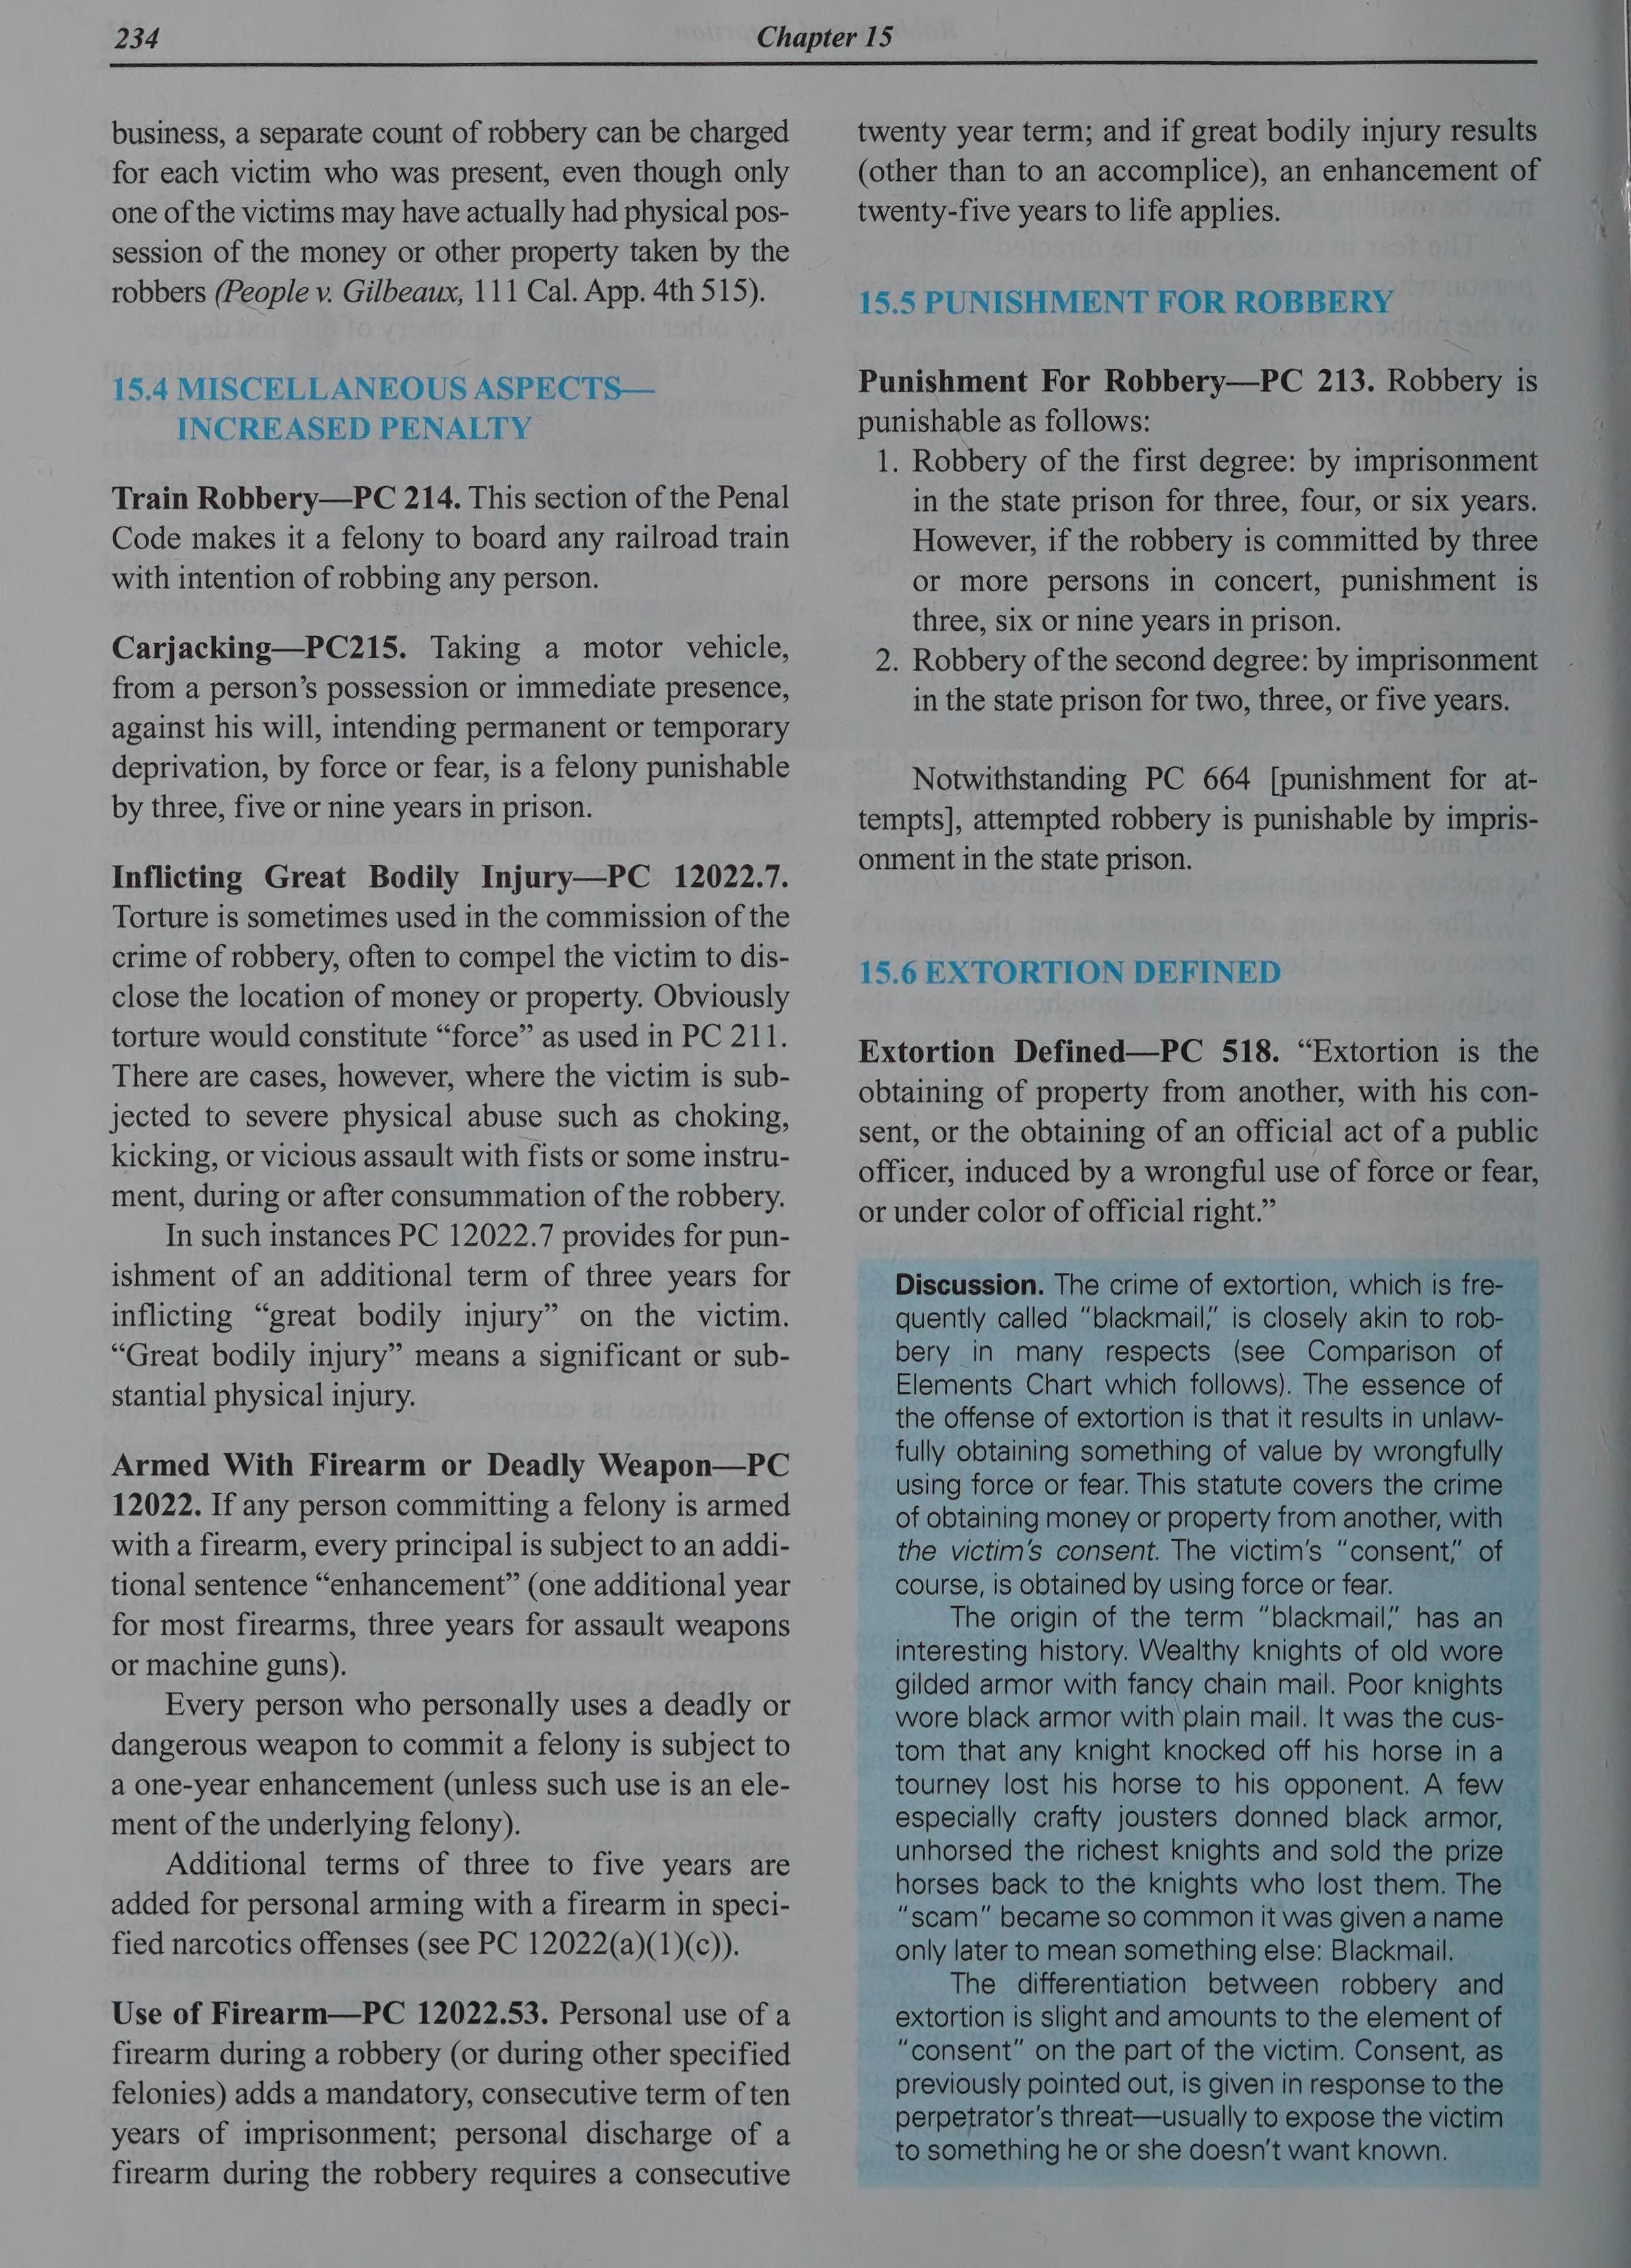 234
Chapter 15
business, a separate count of robbery can be charged
for each victim who was present, even though only
one of the victims may have actually had physical pos-
session of the money or other property taken by the
robbers (People v. Gilbeaux, 111 Cal. App. 4th 515).
15.4 MISCELLANEOUS ASPECTS—
INCREASED PENALTY
Train Robbery—PC 214. This section of the Penal
Code makes it a felony to board any railroad train
with intention of robbing any person.
Carjacking—PC215. Taking a motor vehicle,
from a person's possession or immediate presence,
against his will, intending permanent or temporary
deprivation, by force or fear, is a felony punishable
by three, five or nine years in prison.
Inflicting Great Bodily Injury—PC 12022.7.
Torture is sometimes used in the commission of the
crime of robbery, often to compel the victim to dis-
close the location of money or property. Obviously
torture would constitute “force” as used in PC 211.
There are cases, however, where the victim is sub-
jected to severe physical abuse such as choking,
kicking, or vicious assault with fists or some instru-
ment, during or after consummation of the robbery.
In such instances PC 12022.7 provides for pun-
ishment of an additional term of three years for
inflicting “great bodily injury” on the victim.
“Great bodily injury” means a significant or sub-
stantial physical injury.
Armed With Firearm or Deadly Weapon—PC
12022. If any person committing a felony is armed
with a firearm, every principal is subject to an addi-
tional sentence “enhancement” (one additional year
for most firearms, three years for assault weapons
or machine guns).
Every person who personally uses a deadly or
dangerous weapon to commit a felony is subject to
a one-year enhancement (unless such use is an ele-
ment of the underlying felony).
Additional terms of three to five years are
added for personal arming with a firearm in speci-
fied narcotics offenses (see PC 12022(a)(1)(c)).
Use of Firearm—PC 12022.53. Personal use of a
firearm during a robbery (or during other specified
felonies) adds a mandatory, consecutive term of ten
years of imprisonment; personal discharge of a
firearm during the robbery requires a consecutive
twenty year term; and if great bodily injury results
(other than to an accomplice), an enhancement of
twenty-five years to life applies.
15.5 PUNISHMENT FOR ROBBERY
Punishment For Robbery—PC 213. Robbery is
punishable as follows:
1. Robbery of the first degree: by imprisonment
in the state prison for three, four, or six years.
However, if the robbery is committed by three
or more persons in concert, punishment is
three, six or nine years in prison.
2. Robbery of the second degree: by imprisonment
in the state prison for two, three, or five years.
Notwithstanding PC 664 [punishment for at-
tempts], attempted robbery is punishable by impris-
onment in the state prison.
15.6 EXTORTION DEFINED
Extortion Defined—PC 518. “Extortion is the
obtaining of property from another, with his con-
sent, or the obtaining of an official act of a public
officer, induced by a wrongful use of force or fear,
or under color of official right.”
Discussion. The crime of extortion, which is fre-
quently called “blackmail,” is closely akin to rob-
bery in many respects (see Comparison of
Elements Chart which follows). The essence of
the offense of extortion is that it results in unlaw-
fully obtaining something of value by wrongfully
using force or fear. This statute covers the crime
of obtaining money or property from another, with
the victim's consent. The victim's “consent,” of
course, is obtained by using force or fear.
The origin of the term “blackmail,” has an
interesting history. Wealthy knights of old wore
gilded armor with fancy chain mail. Poor knights
wore black armor with plain mail. It was the cus-
tom that any knight knocked off his horse in a
tourney lost his horse to his opponent. A few
especially crafty jousters donned black armor,
unhorsed the richest knights and sold the prize
horses back to the knights who lost them. The
“scam” became so common it was given a name
only later to mean something else: Blackmail.
The differentiation between robbery and
extortion is slight and amounts to the element of
“consent” on the part of the victim. Consent, as
previously pointed out, is given in response to the
perpetrator's threat—usually to expose the victim
to something he or she doesn't want known.